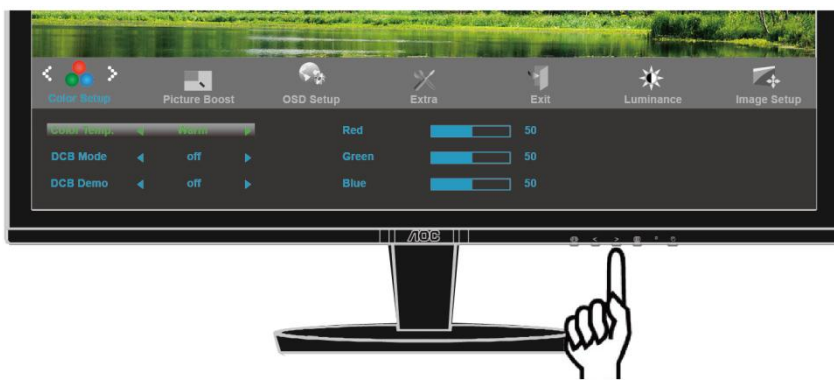 Color Setup Picture Boost OSD Setup Extra Exit Luminance Image Setup
Color Temp. Warm Red 50
DCB Mode off Green 50
DCB Demo off Blue 50
AOC